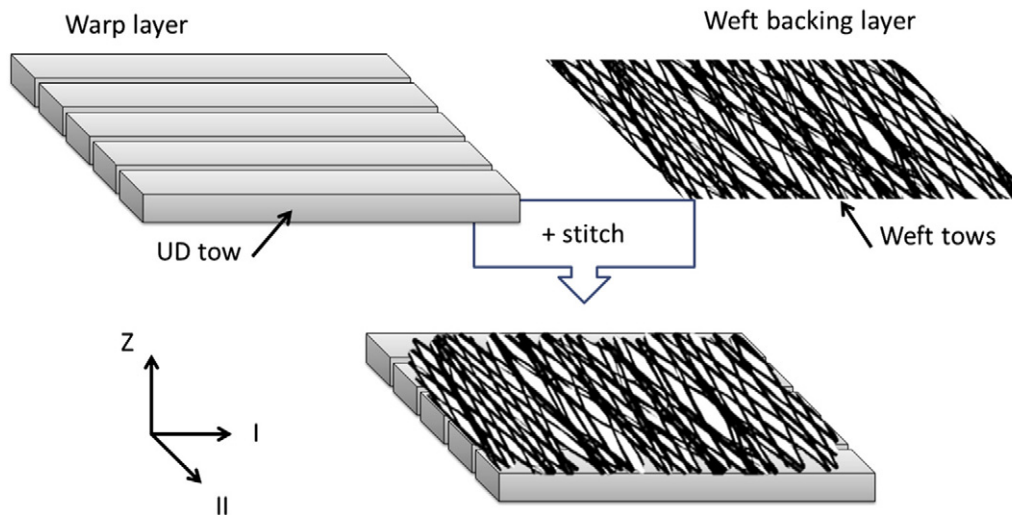 Warp layer
Weft backing layer
UD tow
+ stitch
Weft tows
Z
I
II